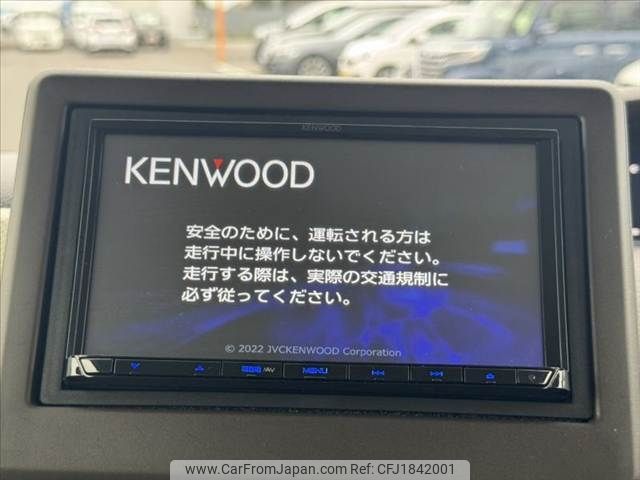 KENWOOD
KENWOOD
安全のために、運転される方は
走行中に操作しないでください。
走行する際は、実際の交通規制に
必ず従ってください。
© 2022 JVCKENWOOD Corporation
MENU
www.CarFromJapan.com - CFJ1842001